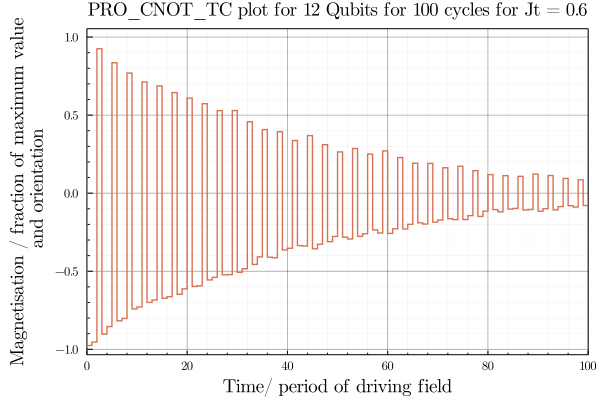 PRO_CNOT_TC plot for 12 Qubits for 100 cycles for Jt = 0.6
Magnetisation / fraction of maximum value
and orientation
1.0
0.5
0.0
−0.5
−1.0
0 20 40 60 80 100
Time/ period of driving field